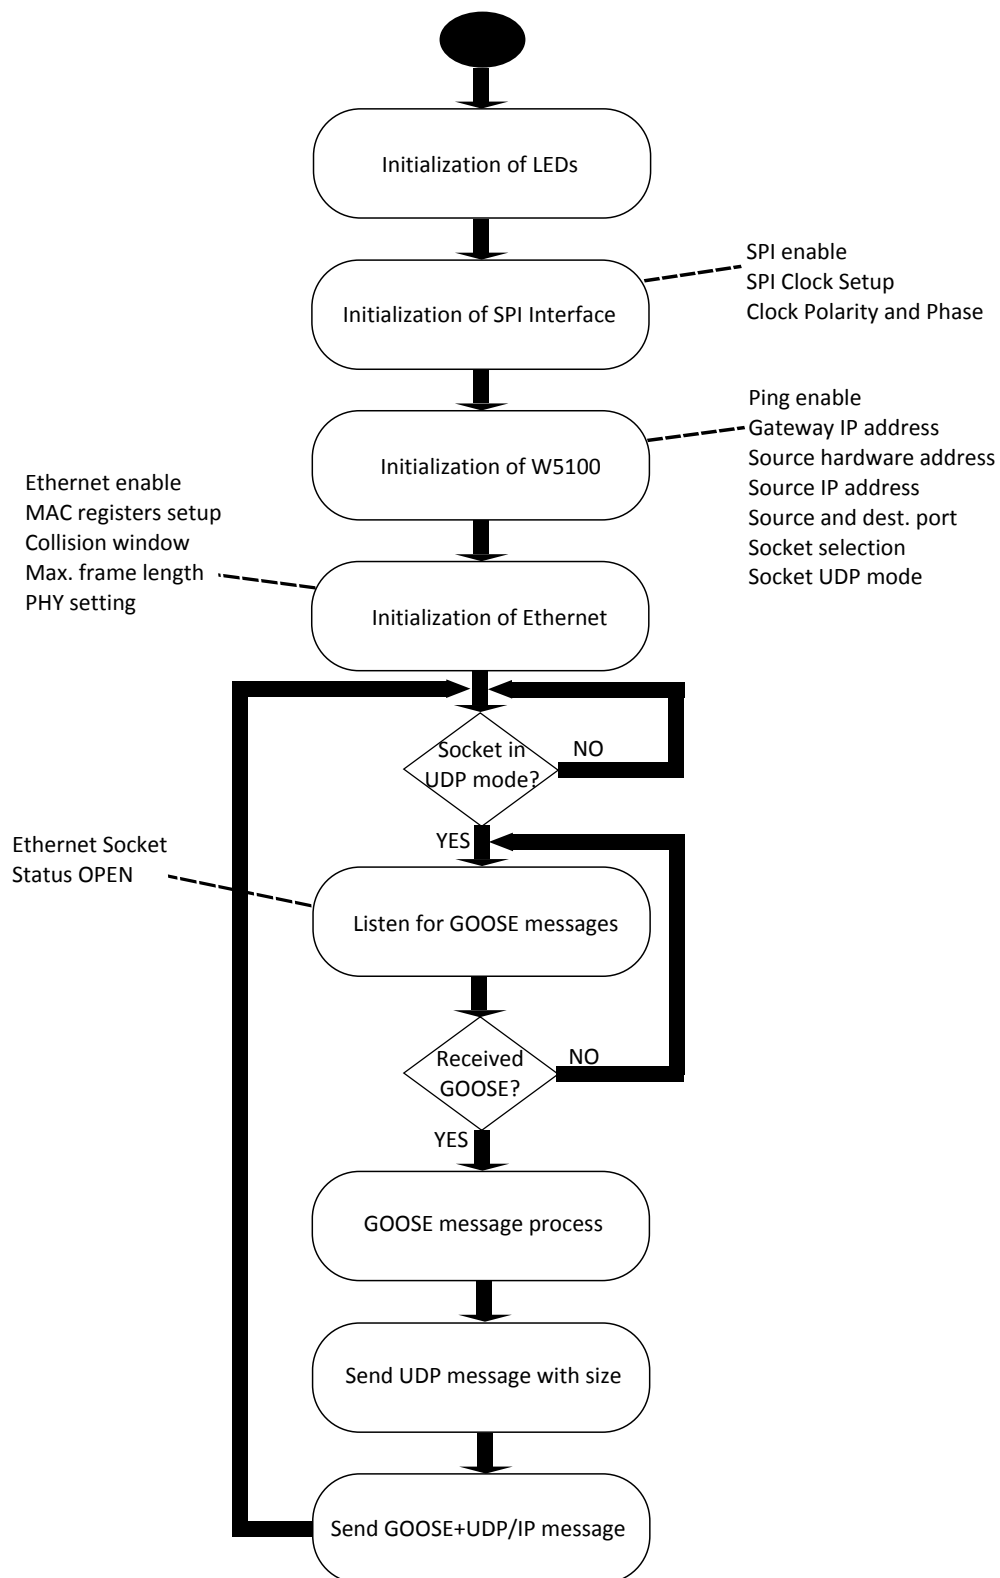 Initialization of LEDs
SPI enable
SPI Clock Setup
Clock Polarity and Phase
Initialization of SPI Interface
Ping enable
Gateway IP address
Source hardware address
Source IP address
Source and dest. port
Socket selection
Socket UDP mode
Initialization of W5100
Ethernet enable
MAC registers setup
Collision window
Max. frame length
PHY setting
Initialization of Ethernet
Socket in
UDP mode?
NO
YES
Ethernet Socket
Status OPEN
Listen for GOOSE messages
Received
GOOSE?
NO
YES
GOOSE message process
Send UDP message with size
Send GOOSE+UDP/IP message